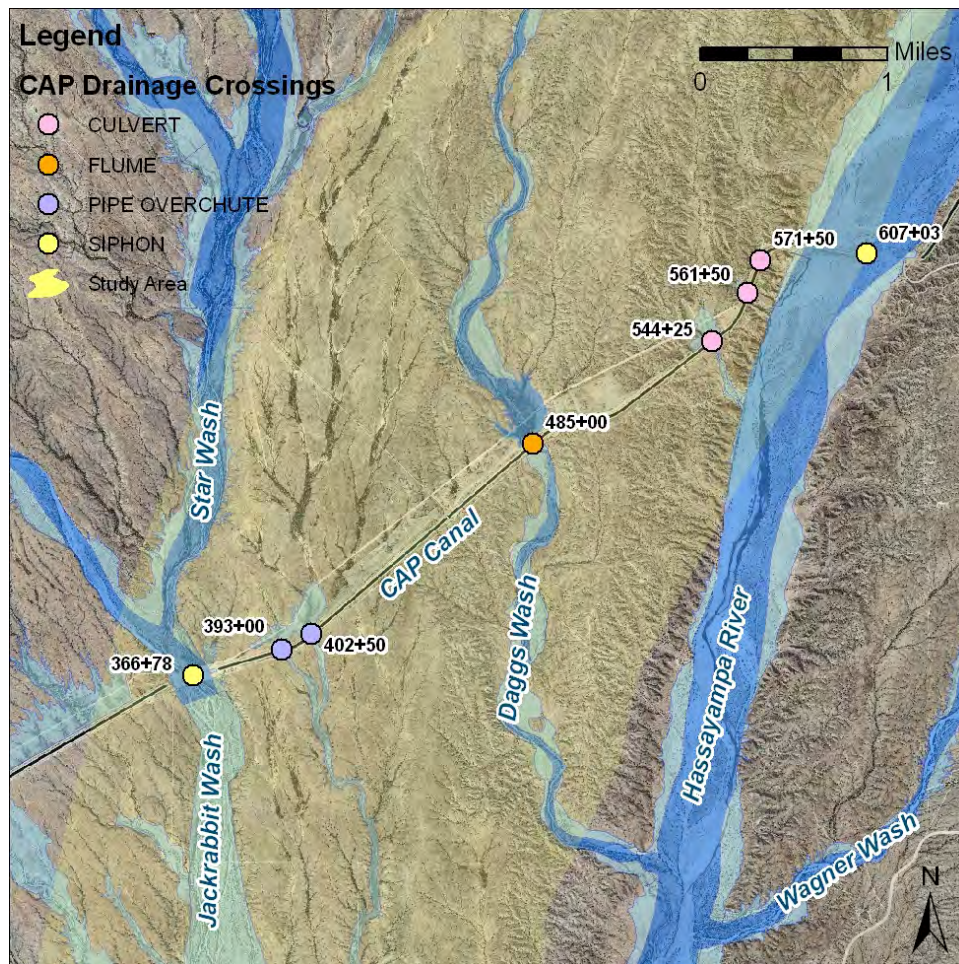 Legend
CAP Drainage Crossings
CULVERT
FLUME
PIPE OVERCHUTE
SIPHON
Study Area
Miles
0 1
607+03
571+50
561+50
544+25
485+00
Star Wash
CAP Canal
393+00
402+50
366+78
Daggs Wash
Hassayampa River
Jackrabbit Wash
Wagner Wash
N